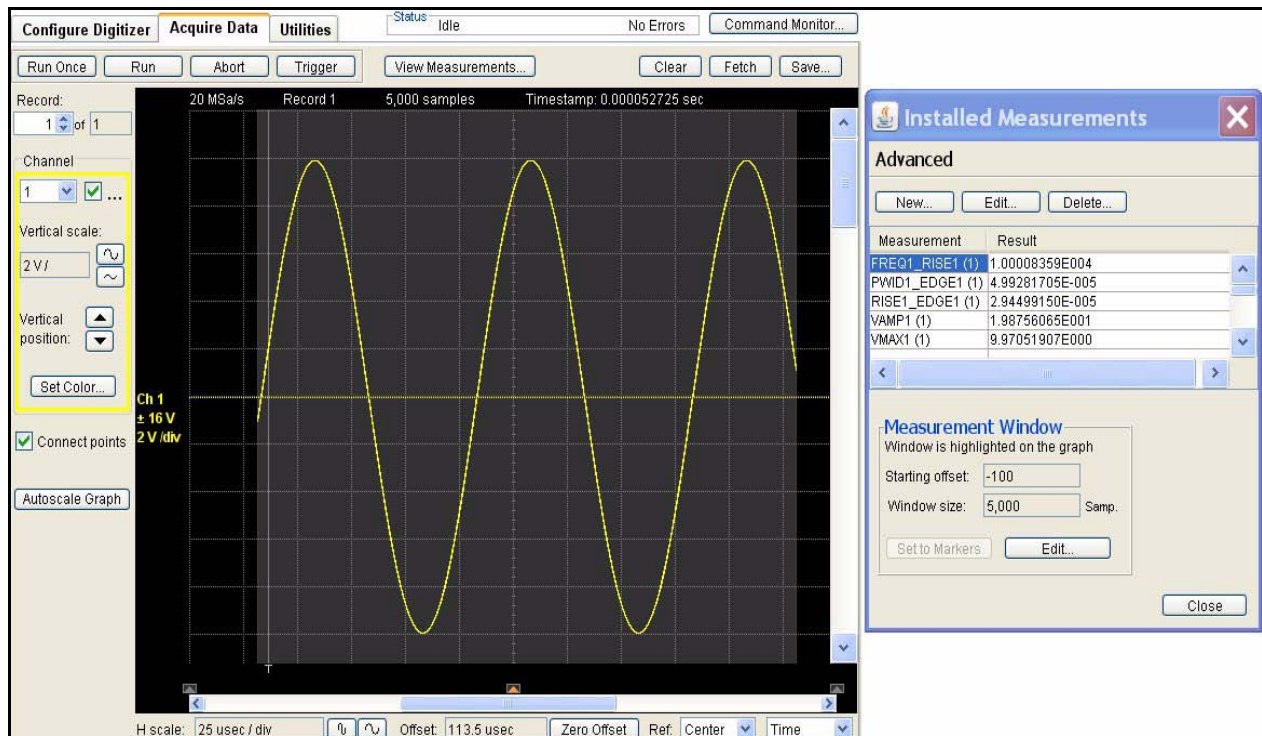 Configure Digitizer
Acquire Data
Utilities
Status
Idle
No Errors
Command Monitor...
Run Once
Run
Abort
Trigger
View Measurements...
Clear
Fetch
Save...
Record:
1 of 1
20 MSa/s
Record 1
5,000 samples
Timestamp: 0.000052725 sec
Channel
1
...
Vertical scale:
2 V/
Vertical
position:
Set Color...
Connect points
Autoscale Graph
Ch 1
± 16 V
2 V /div
T
H scale:
25 usec / div
Offset:
113.5 usec
Zero Offset
Ref:
Center
Time
Installed Measurements
Advanced
New...
Edit...
Delete...
Measurement
Result
FREQ1_RISE1 (1) 1.00008359E004
PWID1_EDGE1 (1) 4.99281705E-005
RISE1_EDGE1 (1) 2.94499150E-005
VAMP1 (1) 1.98756065E001
VMAX1 (1) 9.97051907E000
Measurement Window
Window is highlighted on the graph
Starting offset: -100
Window size: 5,000 Samp.
Set to Markers
Edit...
Close